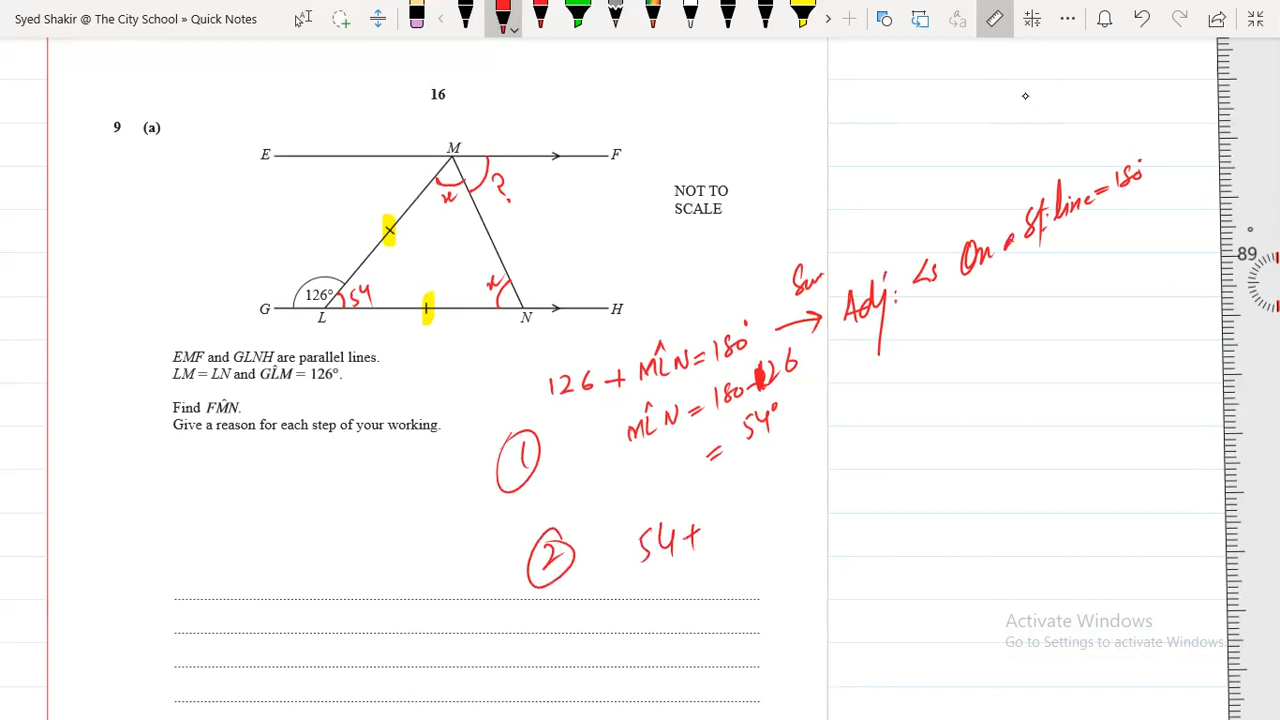 Syed Shakir @ The City School » Quick Notes
16
9 (a)
E M F
NOT TO
SCALE
x ?
126° 54 x
G L N H
EMF and GLNH are parallel lines.
LM = LN and GL̂M = 126°.
Find FM̂N.
Give a reason for each step of your working.
126 + ML̂N = 180°
Adj: ∠s On a St: line = 180°
ML̂N = 180 - 126
= 54°
1
2 54 +
89
Activate Windows
Go to Settings to activate Windows.